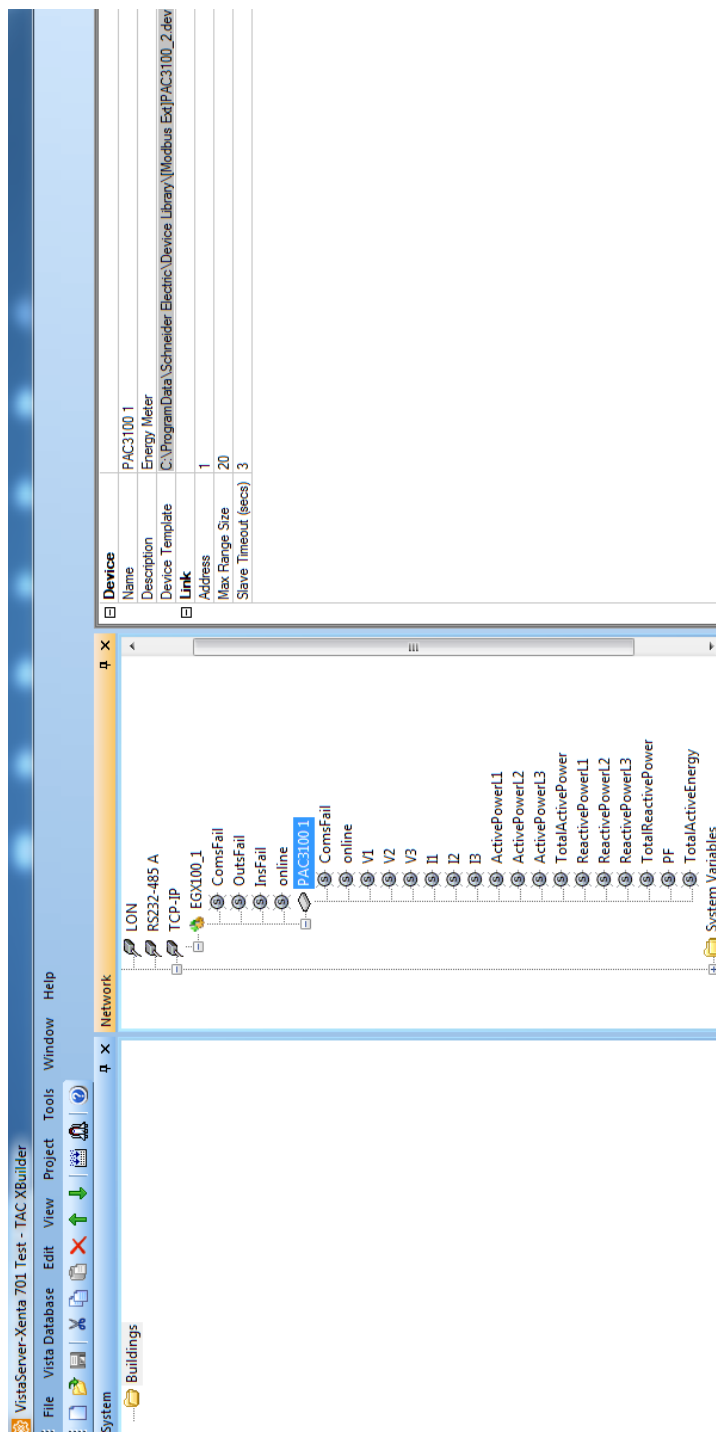 VistaServer-Xenta 701 Test - TAC XBuilder
File Vista Database Edit View Project Tools Window Help
System
Buildings
Network
LON
RS232-485 A
TCP-IP
EGX100_1
ComsFail
OutsFail
InsFail
online
PAC3100 1
ComsFail
online
V1
V2
V3
I1
I2
I3
ActivePowerL1
ActivePowerL2
ActivePowerL3
TotalActivePower
ReactivePowerL1
ReactivePowerL2
ReactivePowerL3
TotalReactivePower
PF
TotalActiveEnergy
System Variables
Device
Name PAC3100 1
Description Energy Meter
Device Template C:\ProgramData\Schneider Electric\Device Library\[Modbus Ext]PAC3100_2.dev
Link
Address 1
Max Range Size 20
Slave Timeout (secs) 3